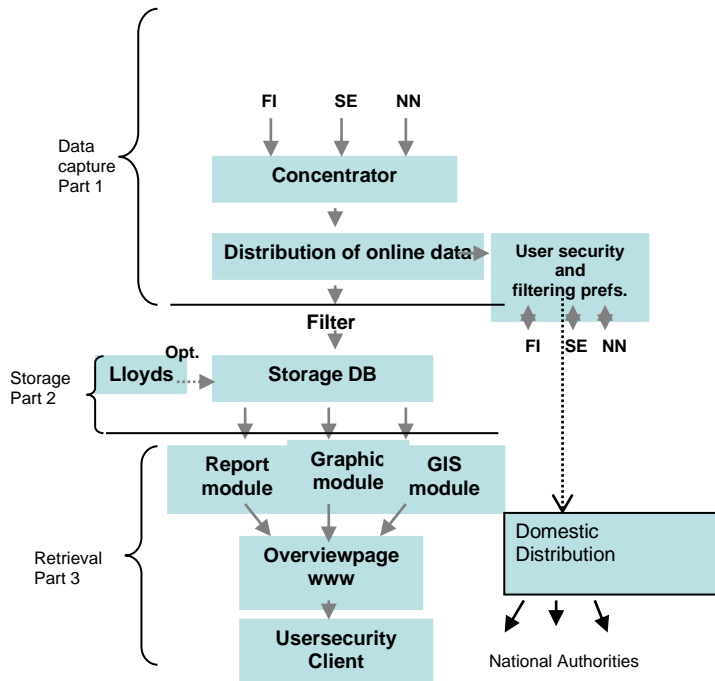 FI SE NN
Data
capture
Part 1
Concentrator
Distribution of online data
User security
and
filtering prefs.
Filter
FI SE NN
Opt.
Storage
Part 2
Lloyds
Storage DB
Report
module
Graphic
module
GIS
module
Retrieval
Part 3
Overviewpage
www
Domestic
Distribution
Usersecurity
Client
National Authorities